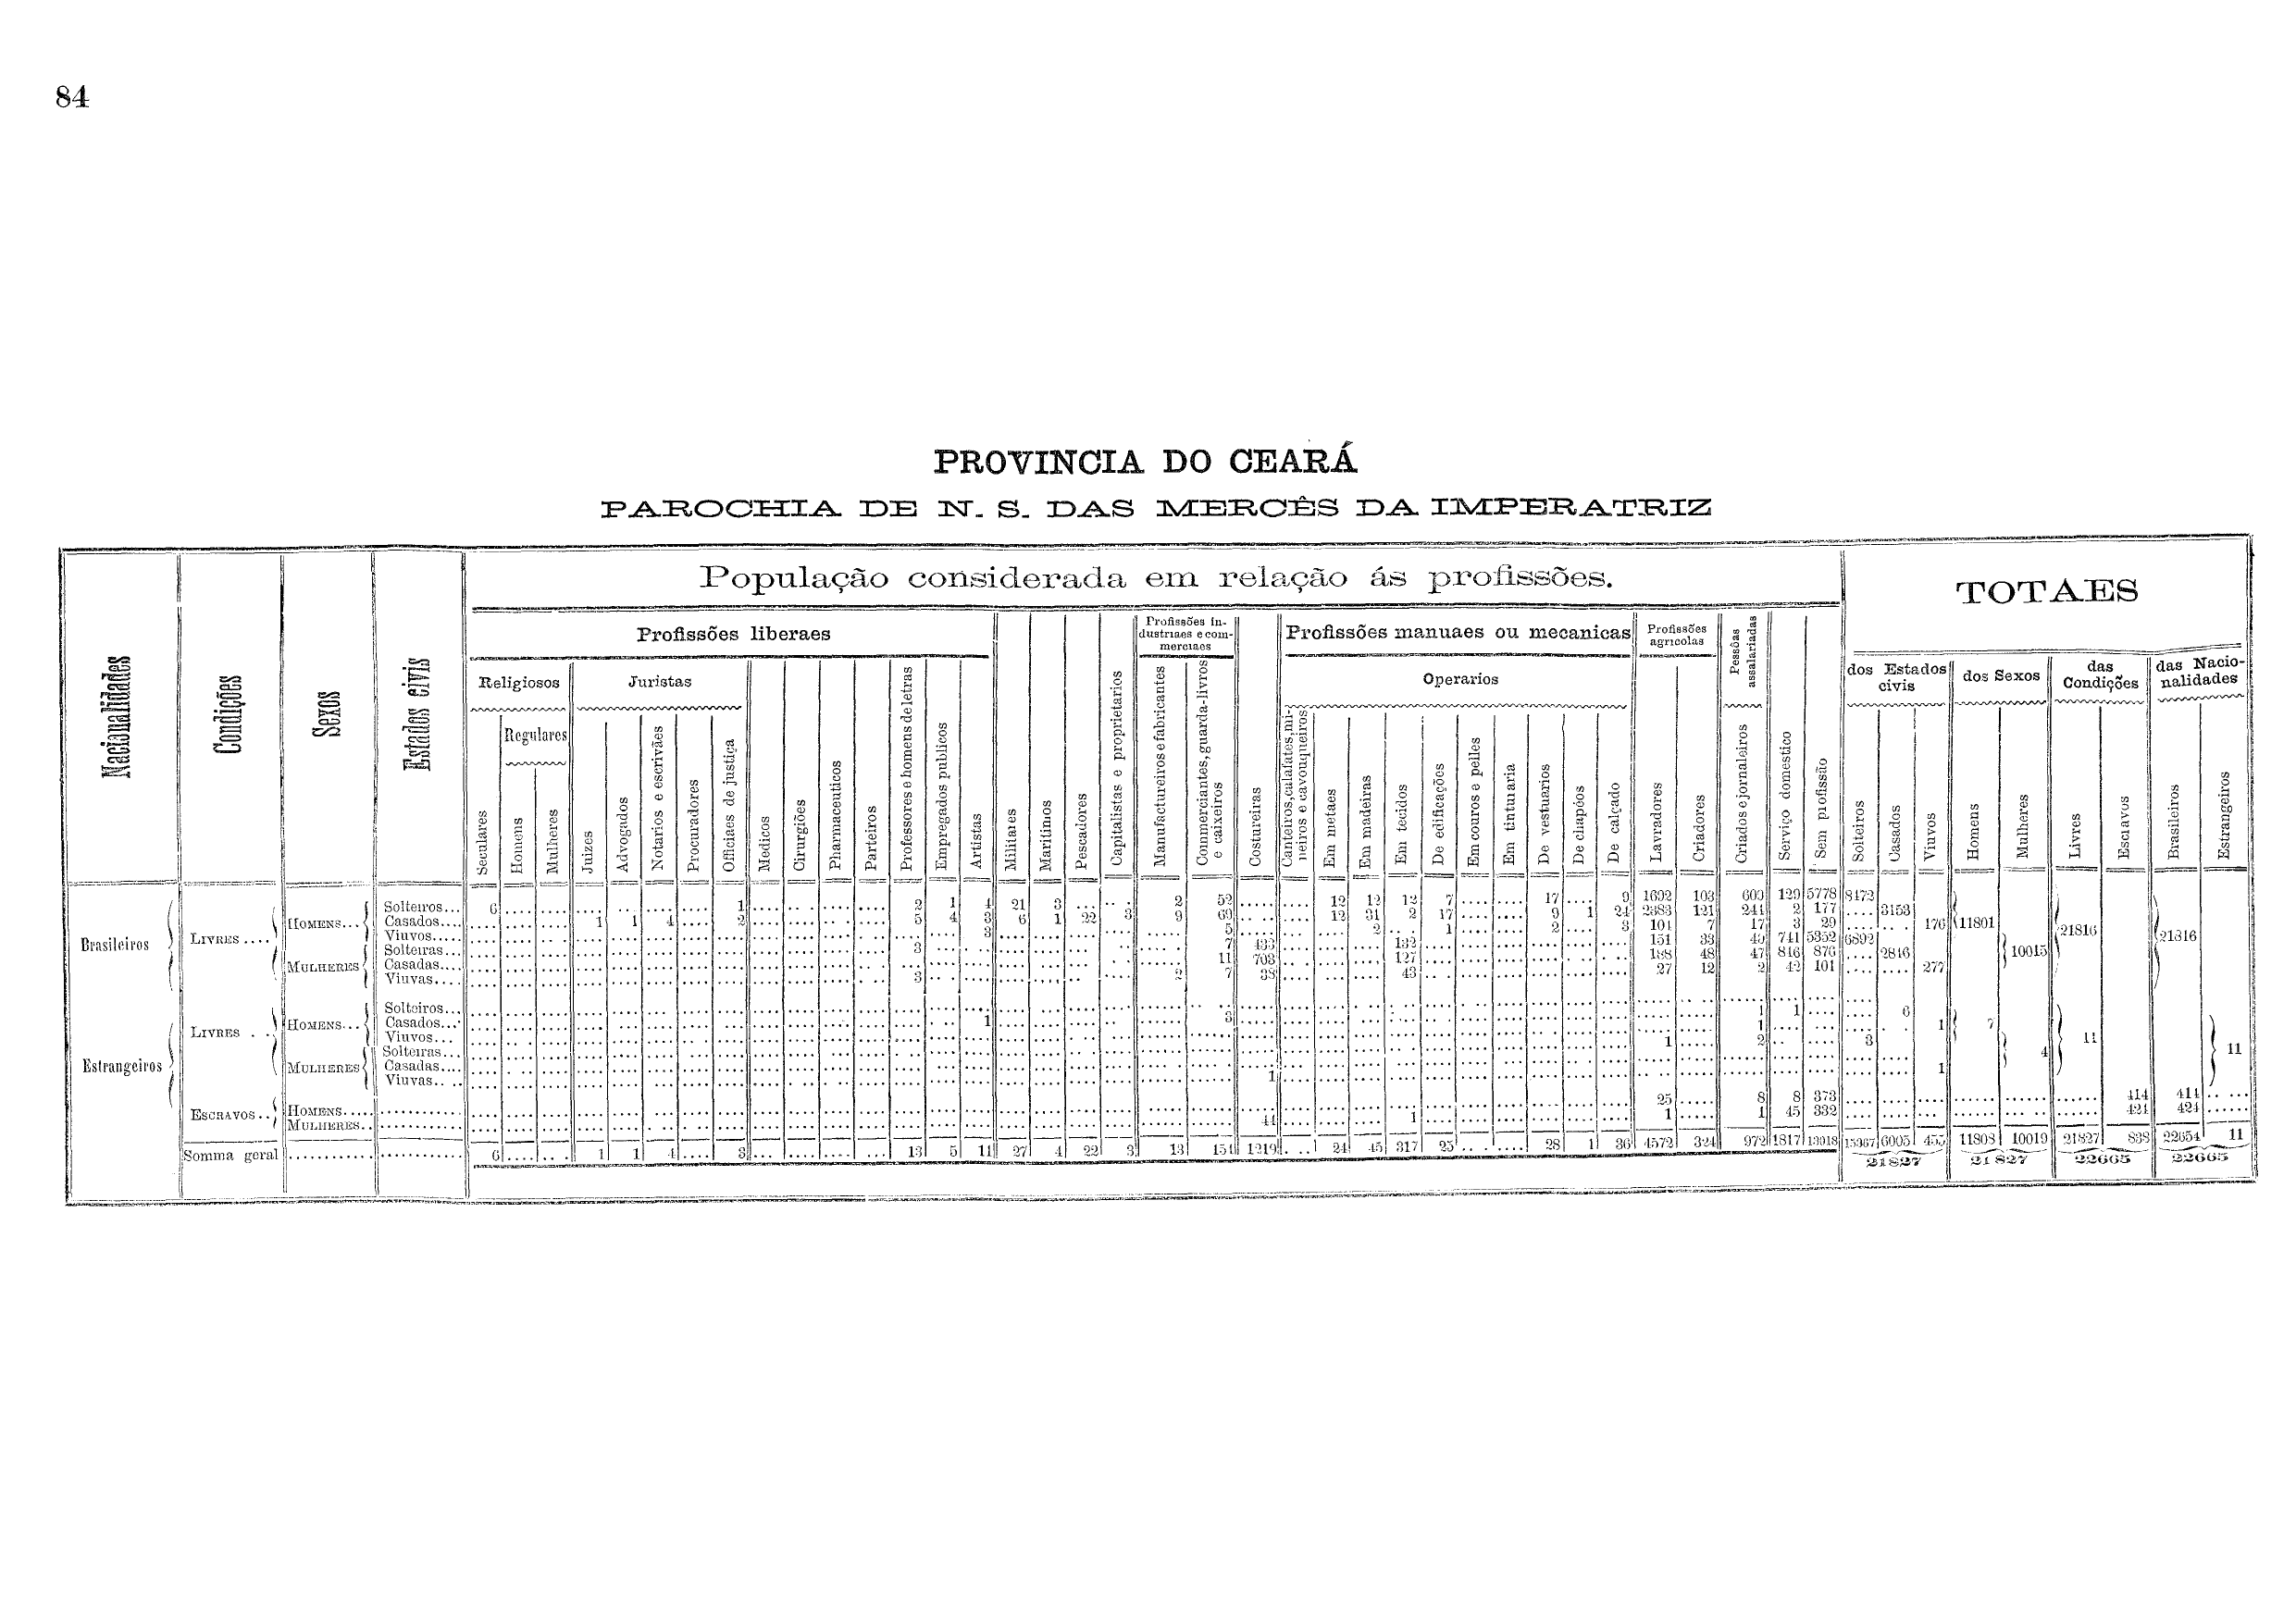 84
PROVINCIA DO CEARÁ
PAROCHIA DE N. S. DAS MERCÊS DA IMPERATRIZ
População considerada em relação ás profissões.
TOTAES
Nacionalidades
Condições
Sexos
Estados civis
Profissões liberaes
Religiosos
Regulares
Juristas
Seculares
Homens
Mulheres
Juizes
Advogados
Notarios e escrivães
Procuradores
Officiaes de justiça
Medicos
Cirurgiões
Pharmaceuticos
Parteiros
Professores e homens de letras
Empregados publicos
Artistas
Militares
Maritimos
Pescadores
Capitalistas e proprietarios
Profissões industriaes e commerciaes
Manufactureiros e fabricantes
Commerciantes, guarda-livros e caixeiros
Costureiras
Profissões manuaes ou mecanicas
Operarios
Canteiros, calafates, mineiros e cavouqueiros
Em metaes
Em madeiras
Em tecidos
De edificações
Em couros e pelles
Em tinturaria
De vestuarios
De chapéos
De calçado
Profissões agricolas
Lavradores
Criadores
Pessôas assalariadas
Criados e jornaleiros
Serviço domestico
Sem profissão
dos Estados civis
Solteiros
Casados
Viuvos
dos Sexos
Homens
Mulheres
das Condições
Livres
Escravos
das Nacionalidades
Brasileiros
Estrangeiros
Brasileiros
LIVRES....
HOMENS...
Solteiros... 6 1 2 1 4 21 3 2 52 12 12 12 7 17 9 1692 103 603 129 5778 8472
Casados.... 1 1 4 2 5 4 3 6 1 22 3 9 69 12 31 2 17 9 1 24 2383 121 241 2 177 3153
Viuvos.... 3 5 2 1 2 3 101 7 17 3 29 176 11801
MULHERES
Solteiras... 3 7 433 132 151 33 40 741 5352 6892
Casadas... 11 703 127 188 48 47 816 876 2846
Viuvas.... 3 2 7 38 43 27 12 2 42 101 277
10015
21816
21816
Estrangeiros
LIVRES . .
HOMENS...
Solteiros...
Casados... 1 3 1 1 6
Viuvos... 1 1 7
MULHERES
Solteiras... 1 2 3
Casadas...
Viuvas.. .. 1 1
4
11
11
ESCRAVOS..
HOMENS..... 25 8 8 373 414 414
MULHERES.. 44 1 1 1 45 332 424 424
Somma geral 6 1 1 4 3 13 5 11 27 4 22 3 13 154 1219 24 45 317 25 28 1 36 4572 324 972 1817 13018 15367 6005 455 11808 10019 21827 838 22654 11
21827
21827
22665
22665